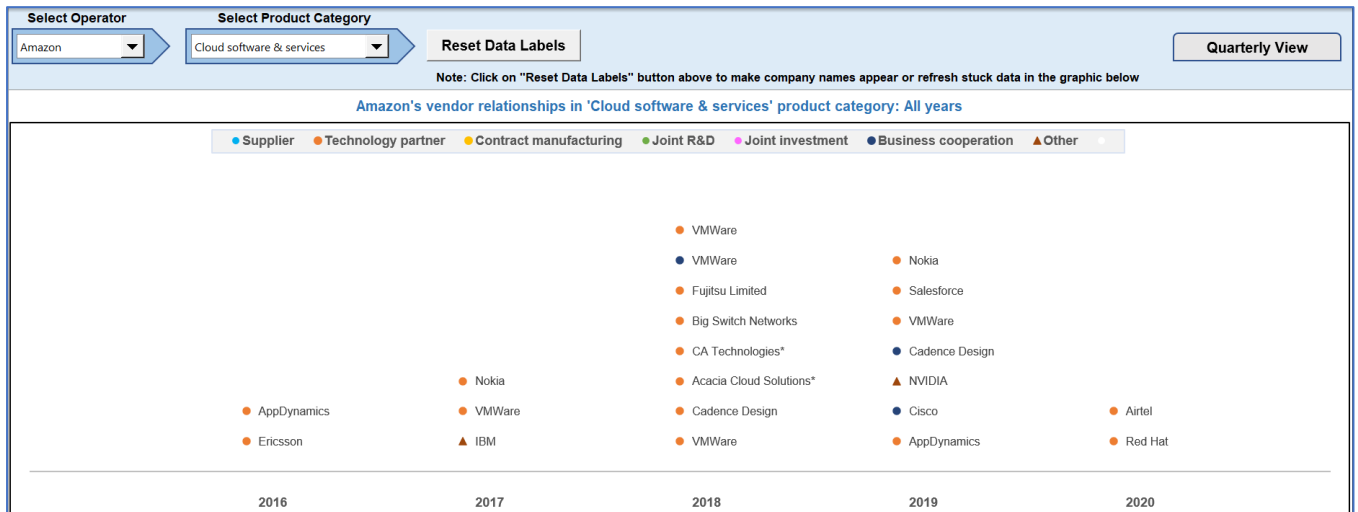 Select Operator Select Product Category
Amazon Cloud software & services Reset Data Labels Quarterly View
Note: Click on "Reset Data Labels" button above to make company names appear or refresh stuck data in the graphic below
Amazon's vendor relationships in 'Cloud software & services' product category: All years
Supplier Technology partner Contract manufacturing Joint R&D Joint investment Business cooperation Other
VMWare
VMWare Nokia
Fujitsu Limited Salesforce
Big Switch Networks VMWare
CA Technologies* Cadence Design
Nokia Acacia Cloud Solutions* NVIDIA
AppDynamics VMWare Cadence Design Cisco Airtel
Ericsson IBM VMWare AppDynamics Red Hat
2016 2017 2018 2019 2020